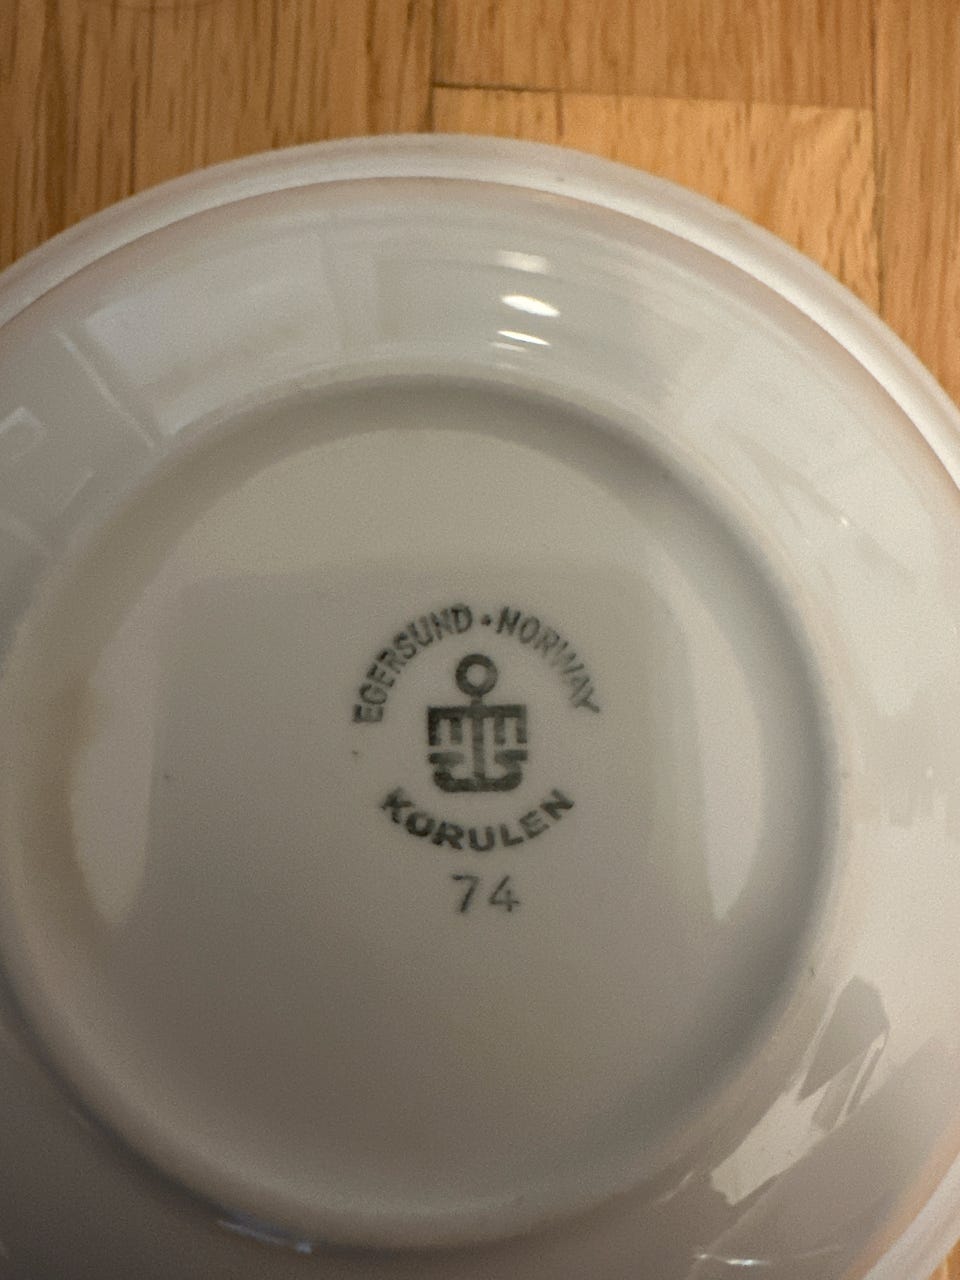 EGERSUND · NORWAY
KORULEN
74